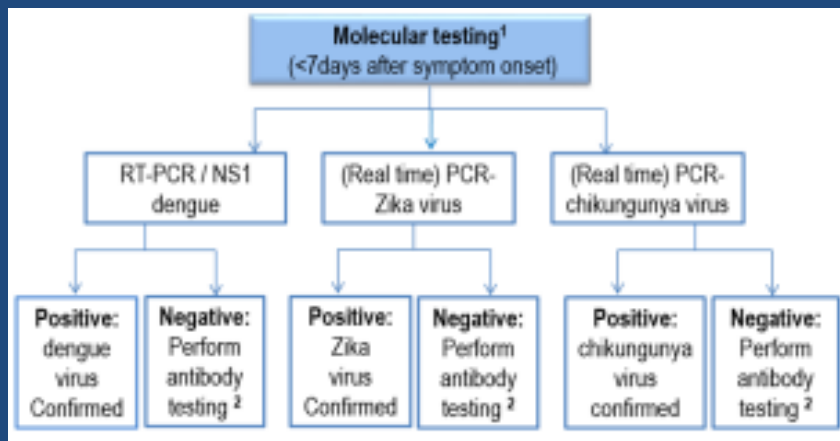 Molecular testing¹
(<7days after symptom onset)
RT-PCR / NS1
dengue
(Real time) PCR-
Zika virus
(Real time) PCR-
chikungunya virus
Positive:
dengue
virus
Confirmed
Negative:
Perform
antibody
testing ²
Positive:
Zika
virus
Confirmed
Negative:
Perform
antibody
testing ²
Positive:
chikungunya
virus
confirmed
Negative:
Perform
antibody
testing ²